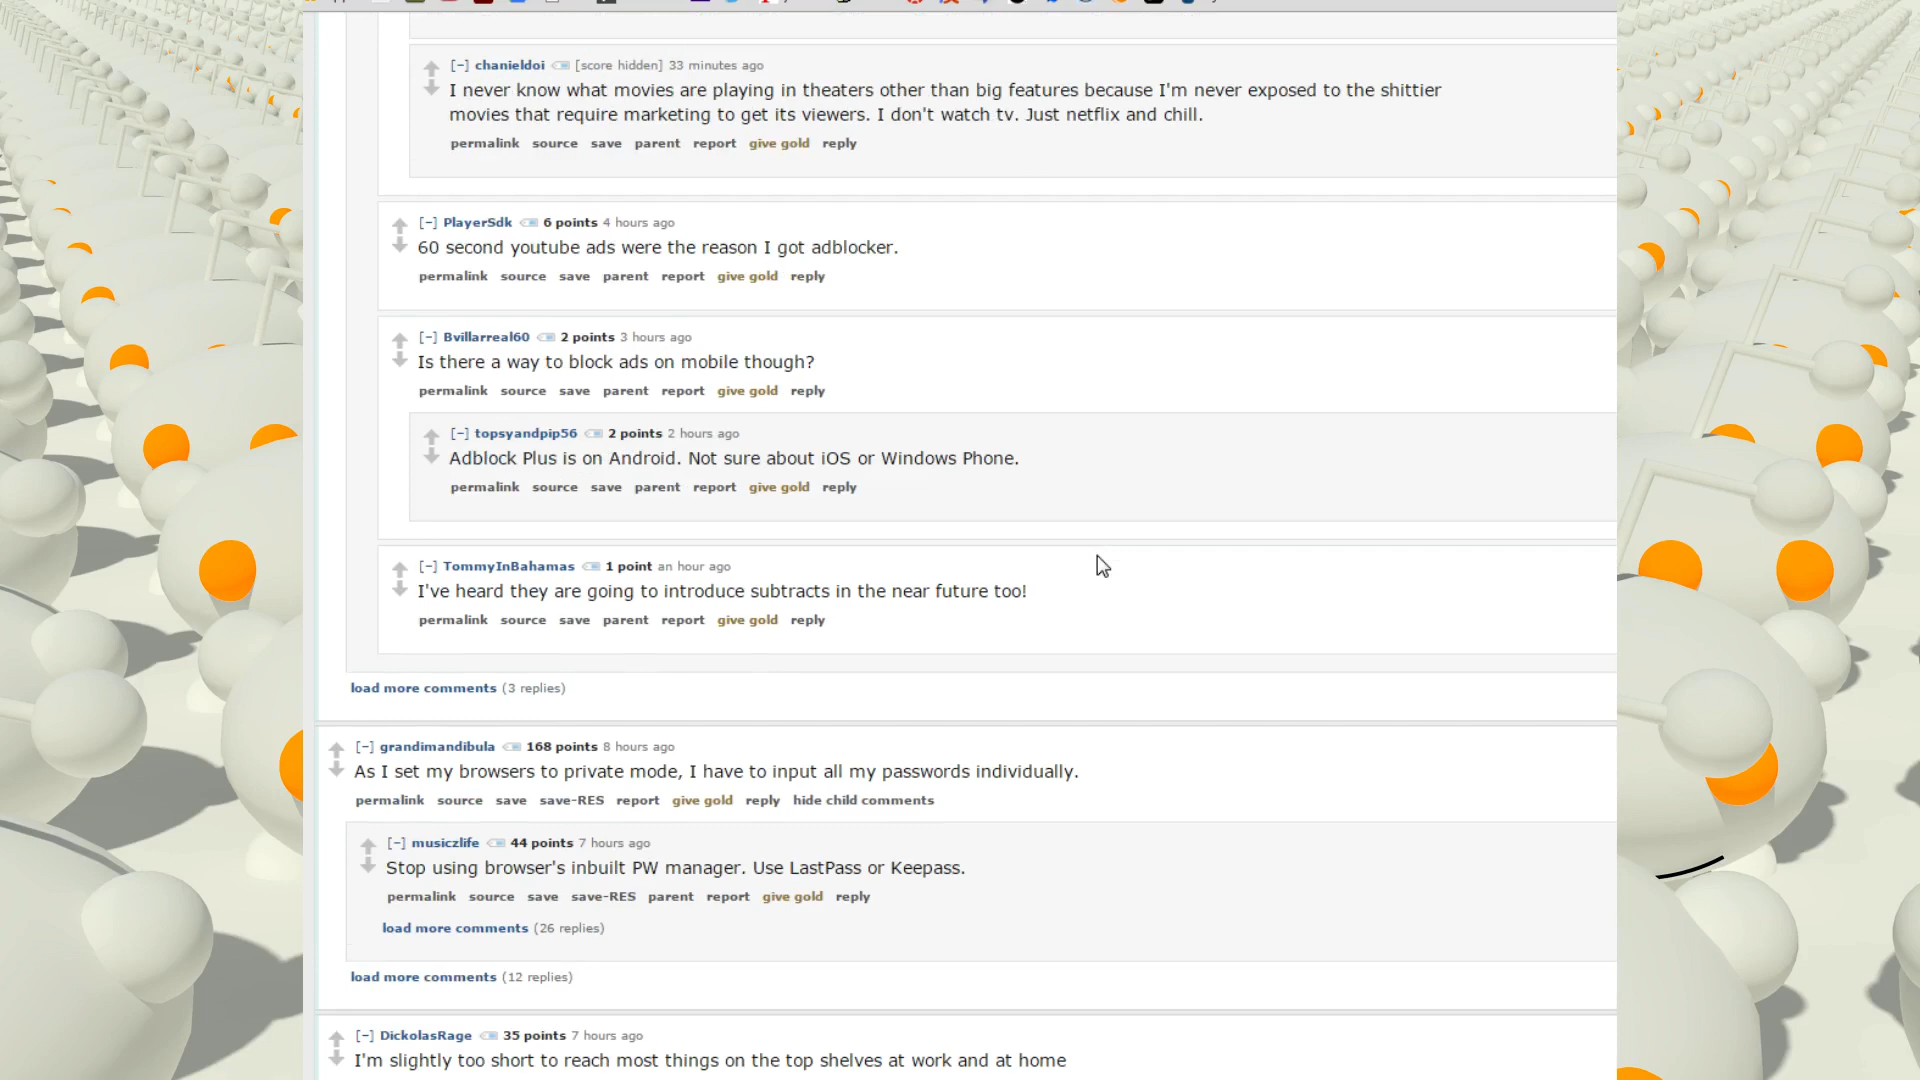 [-] chanieldoi [score hidden] 33 minutes ago
I never know what movies are playing in theaters other than big features because I'm never exposed to the shittier
movies that require marketing to get its viewers. I don't watch tv. Just netflix and chill.
permalink source save parent report give gold reply
[-] PlayerSdk 6 points 4 hours ago
60 second youtube ads were the reason I got adblocker.
permalink source save parent report give gold reply
[-] Bvillarreal60 2 points 3 hours ago
Is there a way to block ads on mobile though?
permalink source save parent report give gold reply
[-] topsyandpip56 2 points 2 hours ago
Adblock Plus is on Android. Not sure about iOS or Windows Phone.
permalink source save parent report give gold reply
[-] TommyInBahamas 1 point an hour ago
I've heard they are going to introduce subtracts in the near future too!
permalink source save parent report give gold reply
load more comments (3 replies)
[-] grandimandibula 168 points 8 hours ago
As I set my browsers to private mode, I have to input all my passwords individually.
permalink source save save-RES report give gold reply hide child comments
[-] musiczlife 44 points 7 hours ago
Stop using browser's inbuilt PW manager. Use LastPass or Keepass.
permalink source save save-RES parent report give gold reply
load more comments (26 replies)
load more comments (12 replies)
[-] DickolasRage 35 points 7 hours ago
I'm slightly too short to reach most things on the top shelves at work and at home